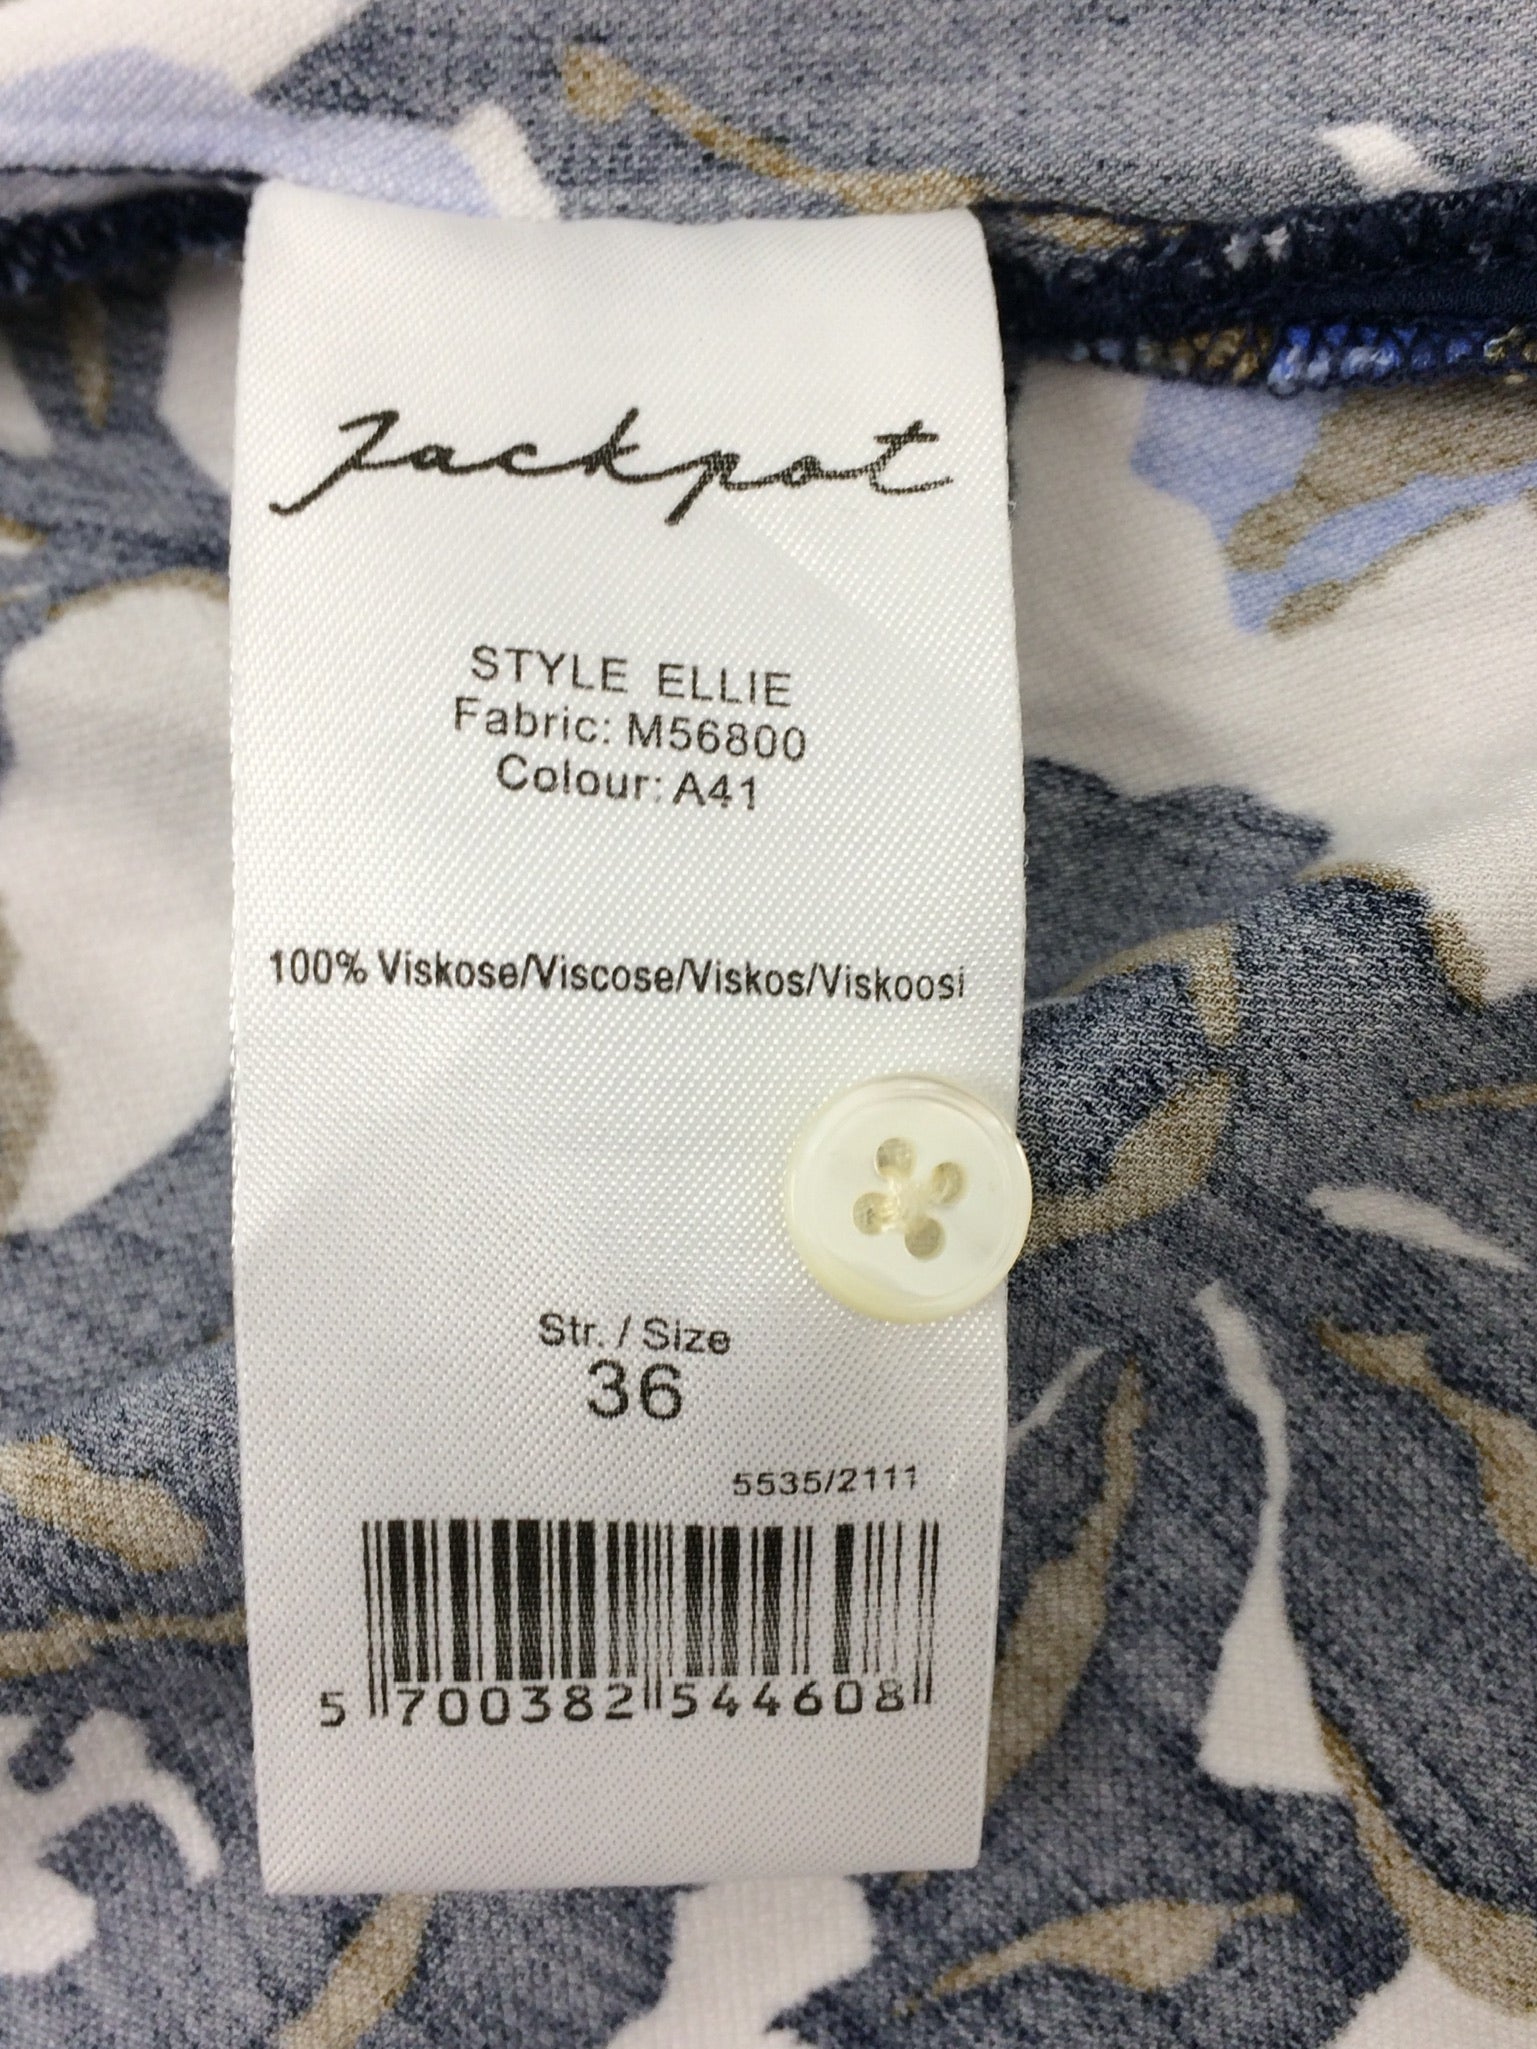 Jackpot
STYLE ELLIE
Fabric: M56800
Colour: A41
100% Viskose/Viscose/Viskos/Viskoosi
Str. / Size
36
5535/2111
5 700382 544608